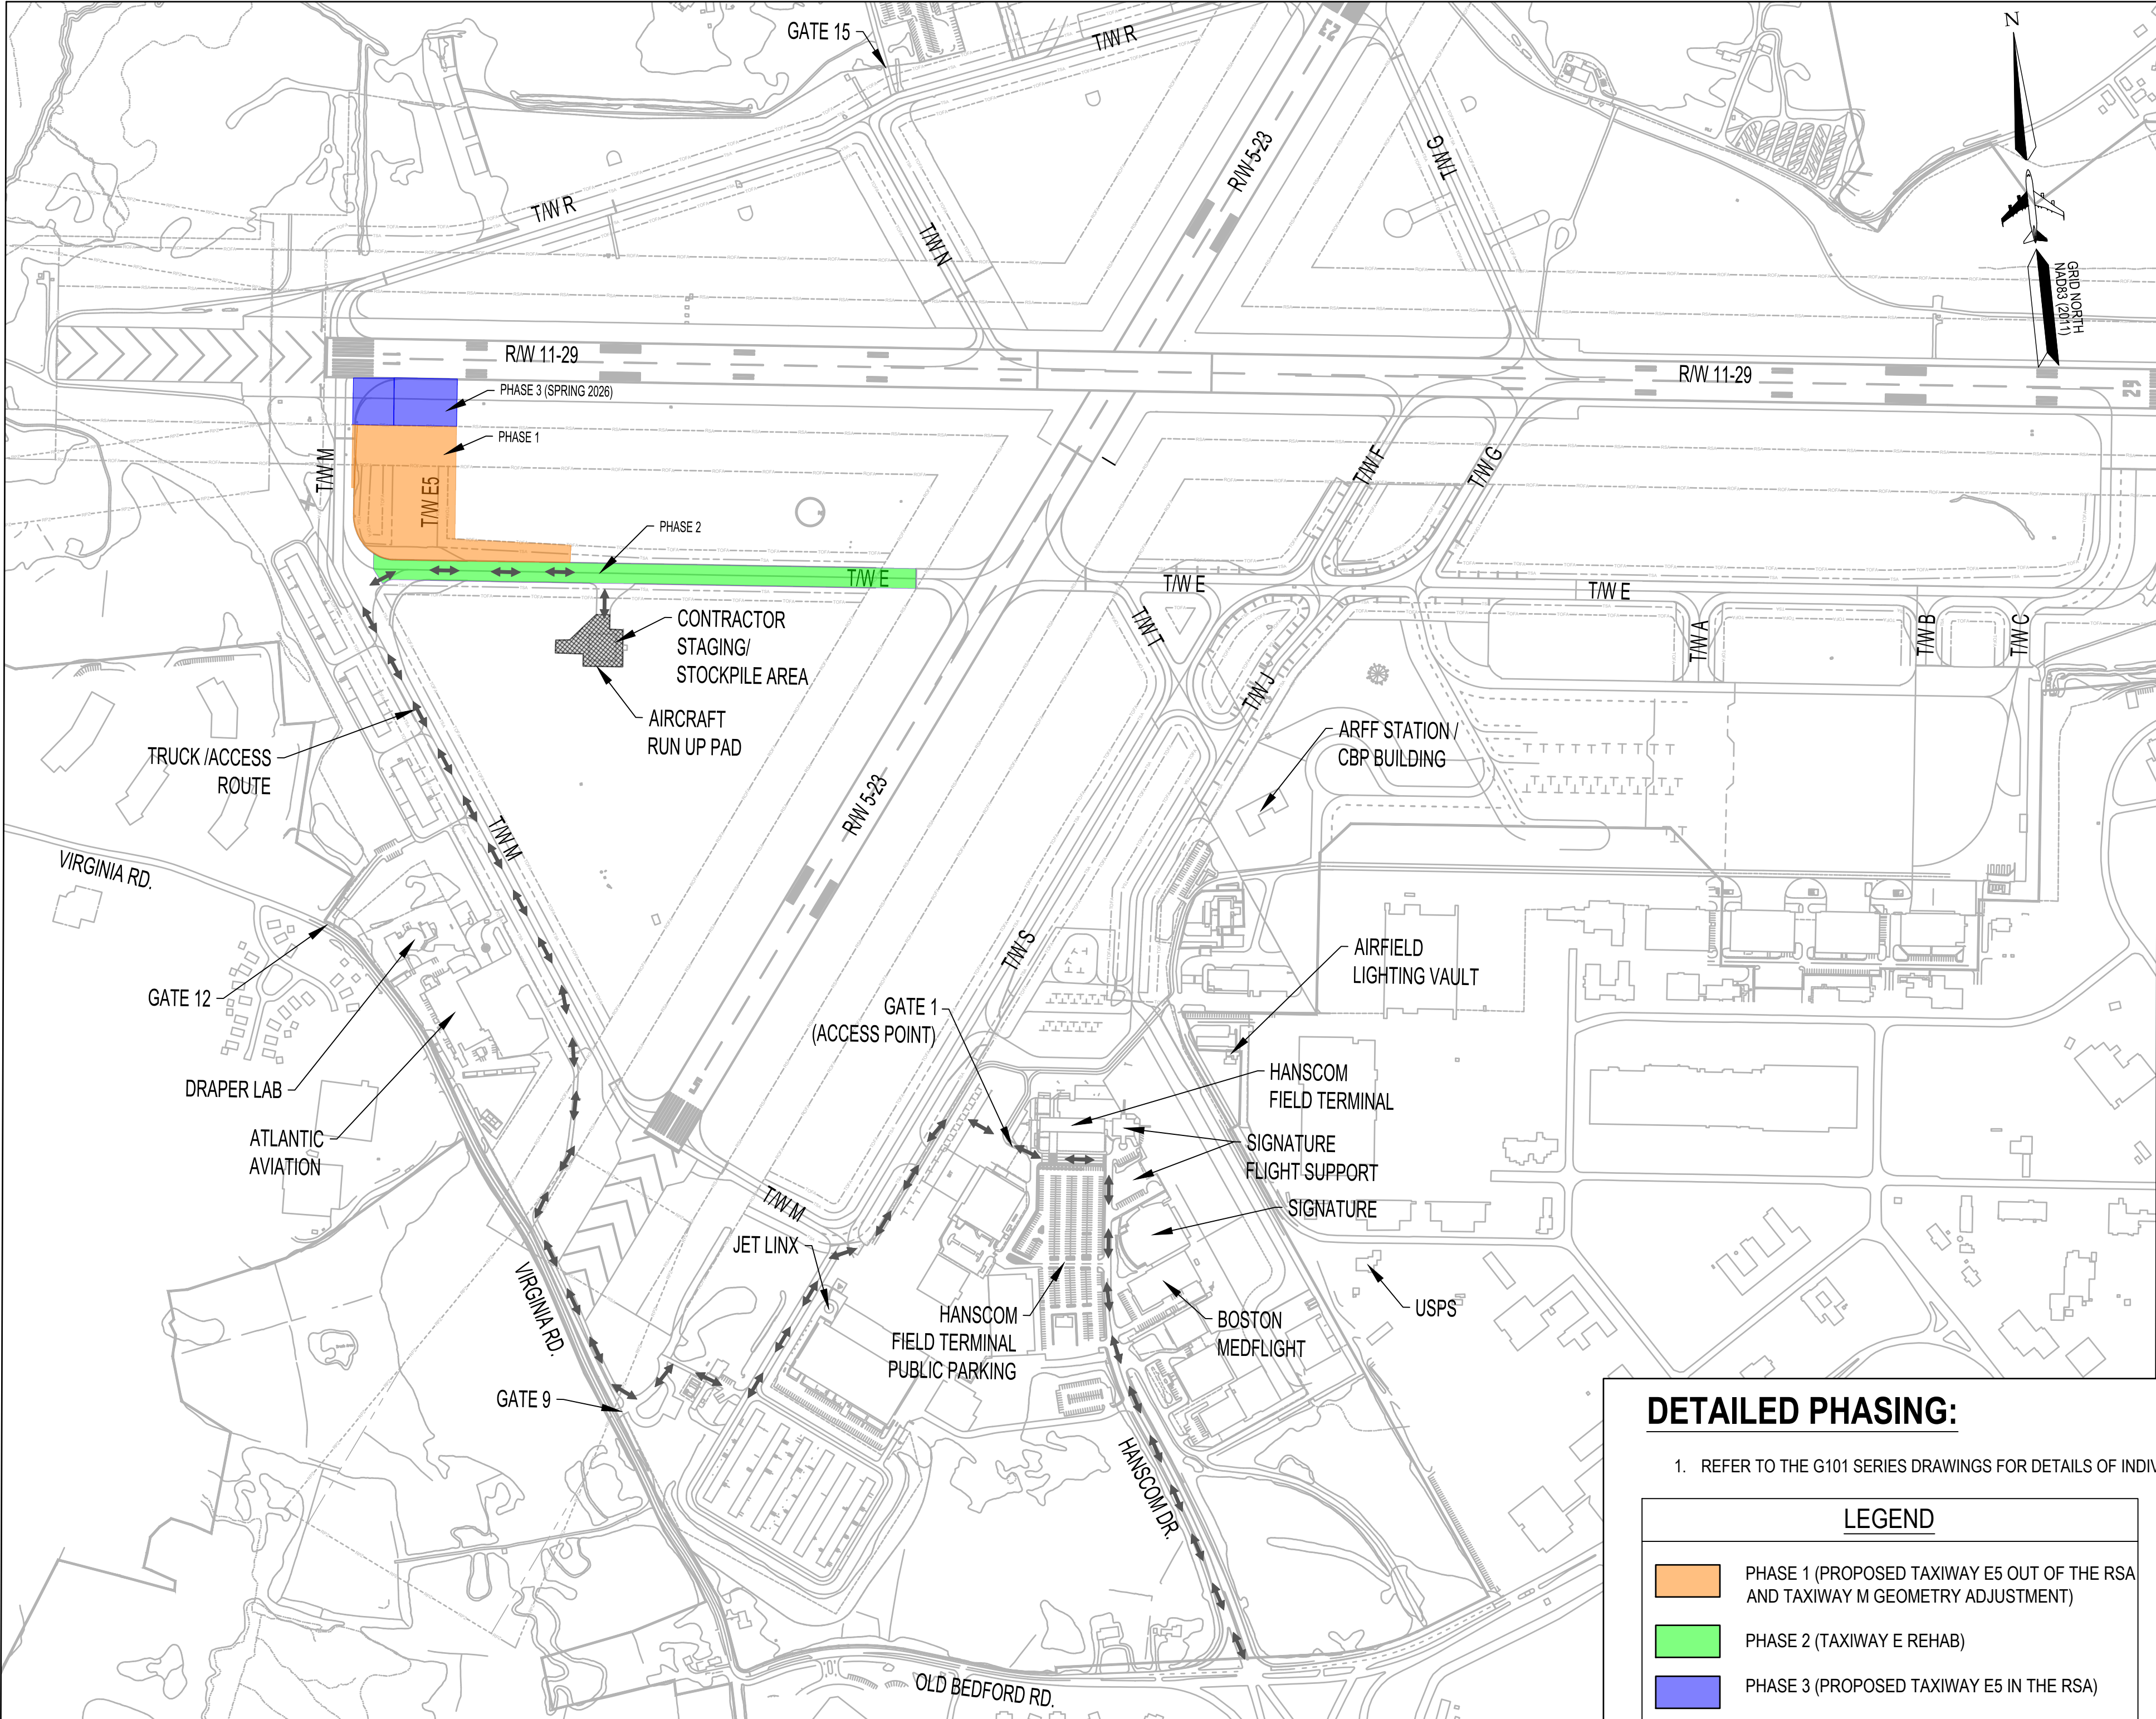 GATE 15
T/W R
23
N
R/W 5-23
T/W G
T/W R
T/W N
GRID NORTH
NAD83 (2011)
R/W 11-29
R/W 11-29
29
PHASE 3 (SPRING 2026)
PHASE 1
T/W M
T/W E5
T/W F
T/W G
PHASE 2
T/W E
T/W E
T/W E
CONTRACTOR
STAGING/
STOCKPILE AREA
T/W T
T/W A
T/W B
T/W C
T/W J
AIRCRAFT
RUN UP PAD
ARFF STATION /
CBP BUILDING
TRUCK /ACCESS
ROUTE
R/W 5-23
T/W M
VIRGINIA RD.
T/W S
AIRFIELD
LIGHTING VAULT
GATE 12
GATE 1
(ACCESS POINT)
DRAPER LAB
5
HANSCOM
FIELD TERMINAL
ATLANTIC
AVIATION
SIGNATURE
FLIGHT SUPPORT
T/W M
SIGNATURE
JET LINX
VIRGINIA RD.
HANSCOM
FIELD TERMINAL
PUBLIC PARKING
BOSTON
MEDFLIGHT
USPS
GATE 9
HANSCOM DR.
OLD BEDFORD RD.
DETAILED PHASING:
1. REFER TO THE G101 SERIES DRAWINGS FOR DETAILS OF INDIV
LEGEND
PHASE 1 (PROPOSED TAXIWAY E5 OUT OF THE RSA
AND TAXIWAY M GEOMETRY ADJUSTMENT)
PHASE 2 (TAXIWAY E REHAB)
PHASE 3 (PROPOSED TAXIWAY E5 IN THE RSA)